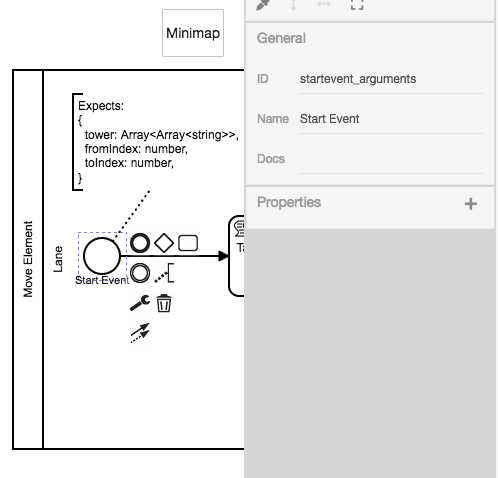 Minimap
General
ID startevent_arguments
Name Start Event
Docs
Properties
Move Element
Lane
Expects:
{
tower: Array<Array<string>>,
fromIndex: number,
toIndex: number,
}
Start Event